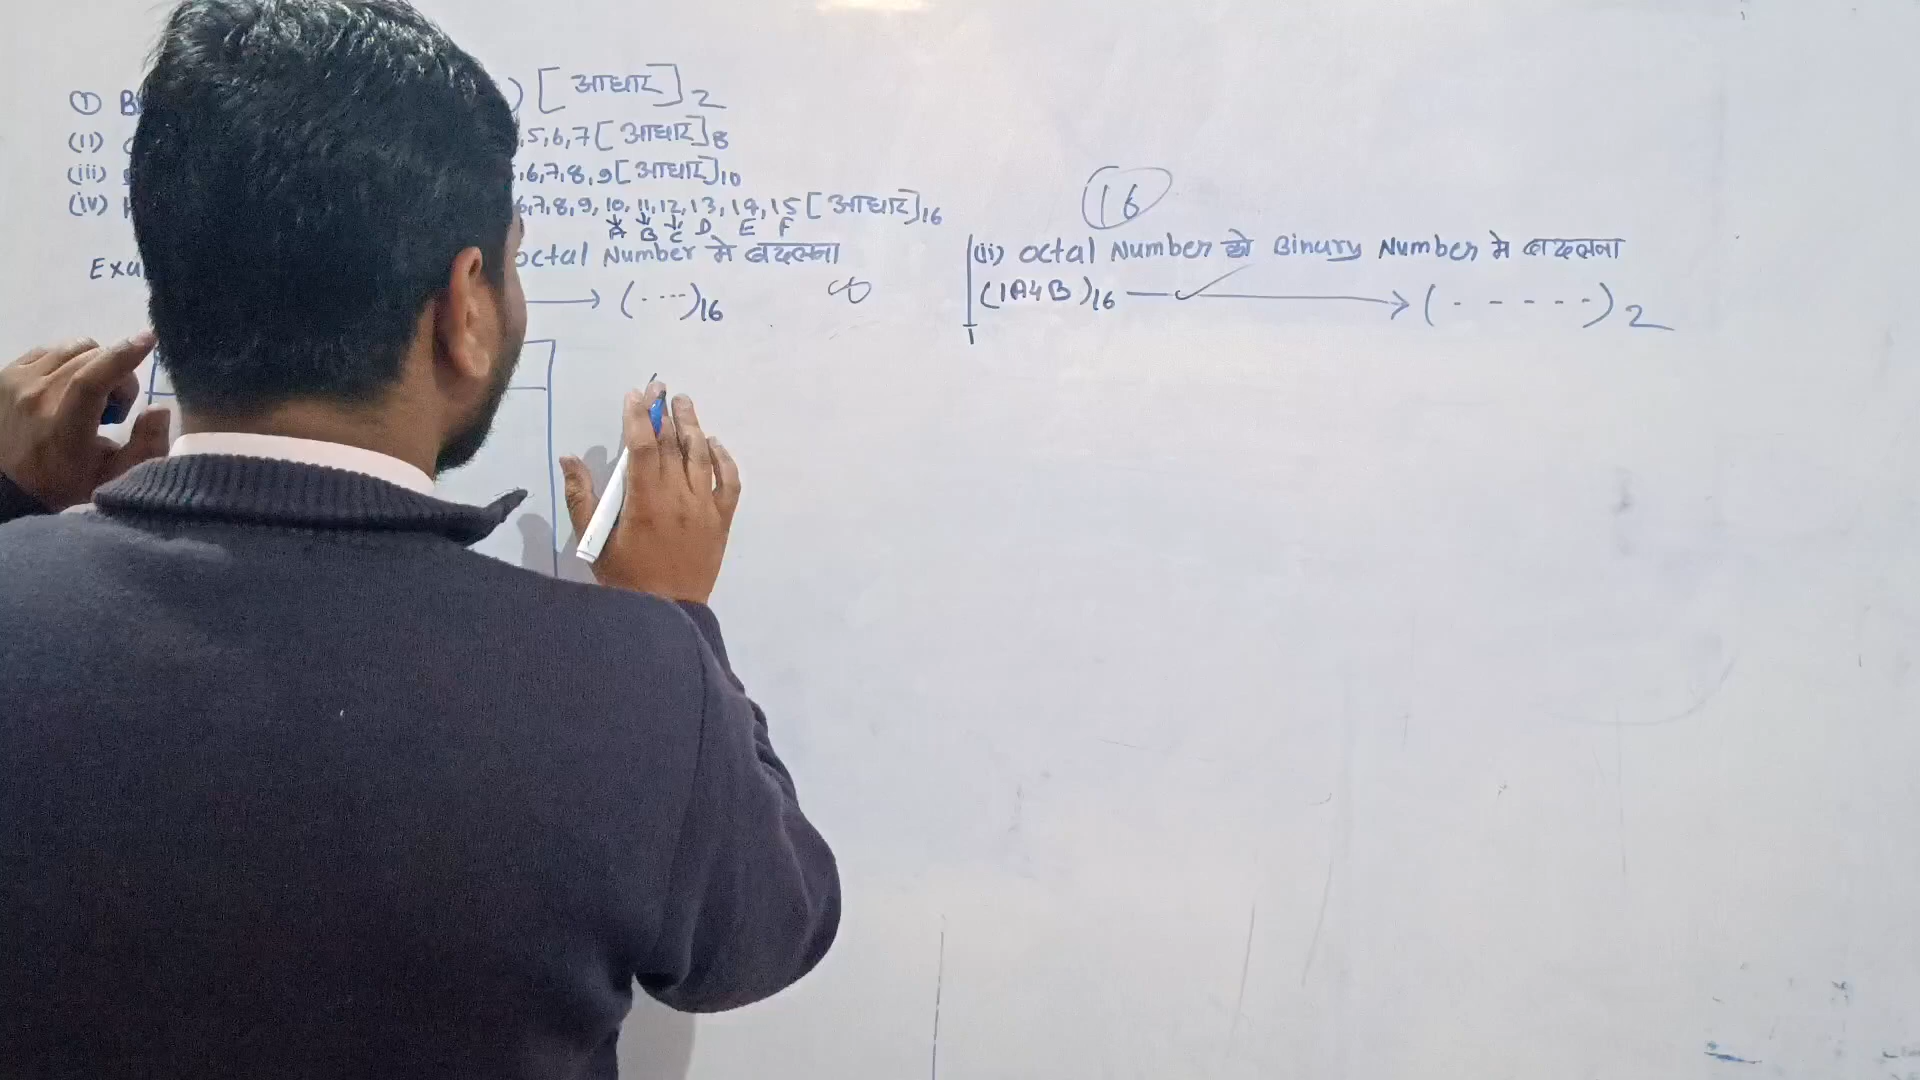 ① B ) [ आधार ] 2
(ii) ,5,6,7 [ आधार ] 8
(iii) ,6,7,8,9 [ आधार ] 10
(iv) 6,7,8,9, 10, 11, 12, 13, 14, 15 [ आधार ] 16
A B C D E F
Exa octal Number मे बदलना
→ (....)16
16
(ii) Octal Number को Binary Number मे बदलना
(1A4B)16 → (- - - - -)2